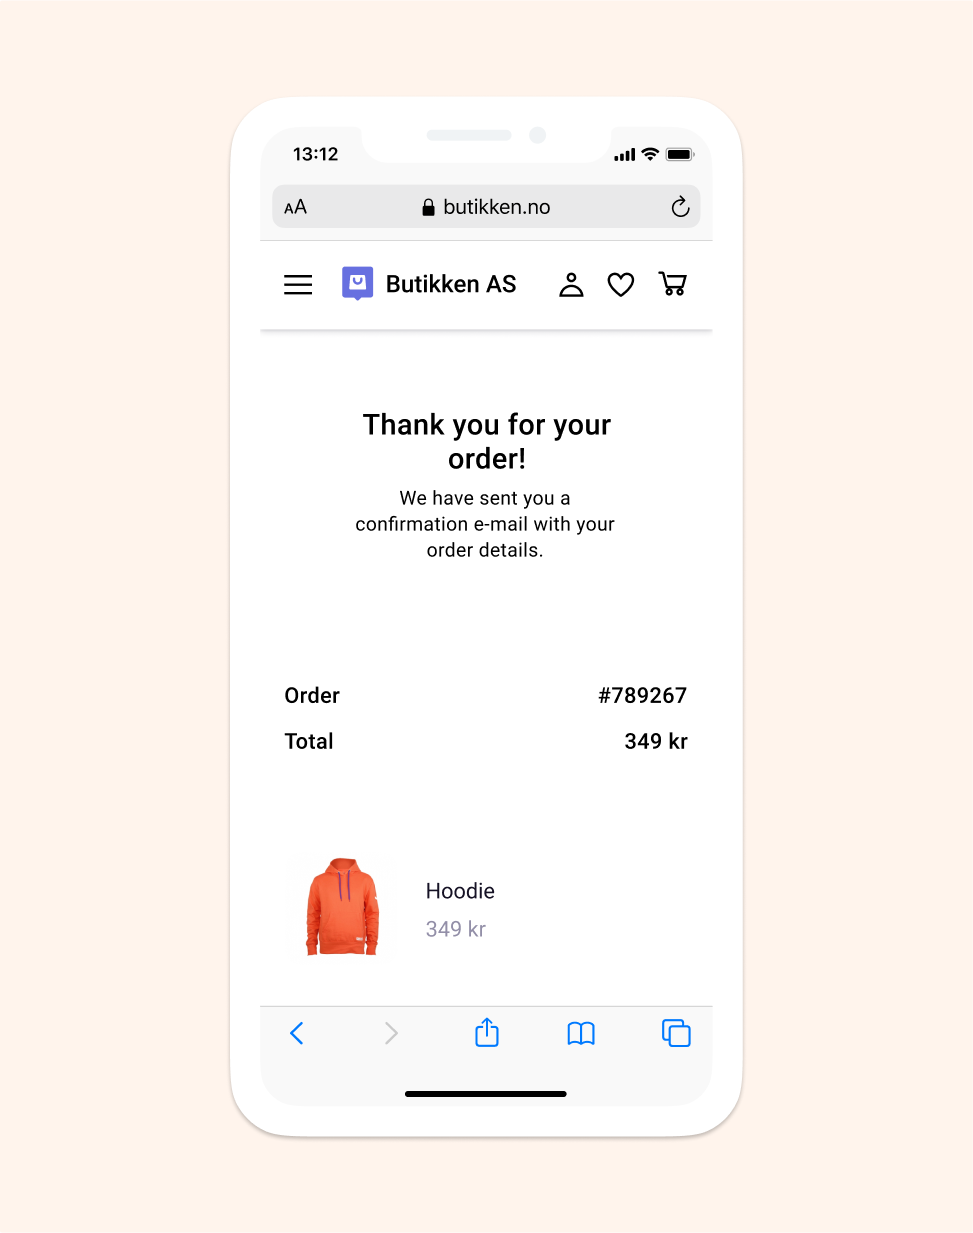 13:12
AA butikken.no
Butikken AS
Thank you for your
order!
We have sent you a
confirmation e-mail with your
order details.
Order #789267
Total 349 kr
Hoodie
349 kr